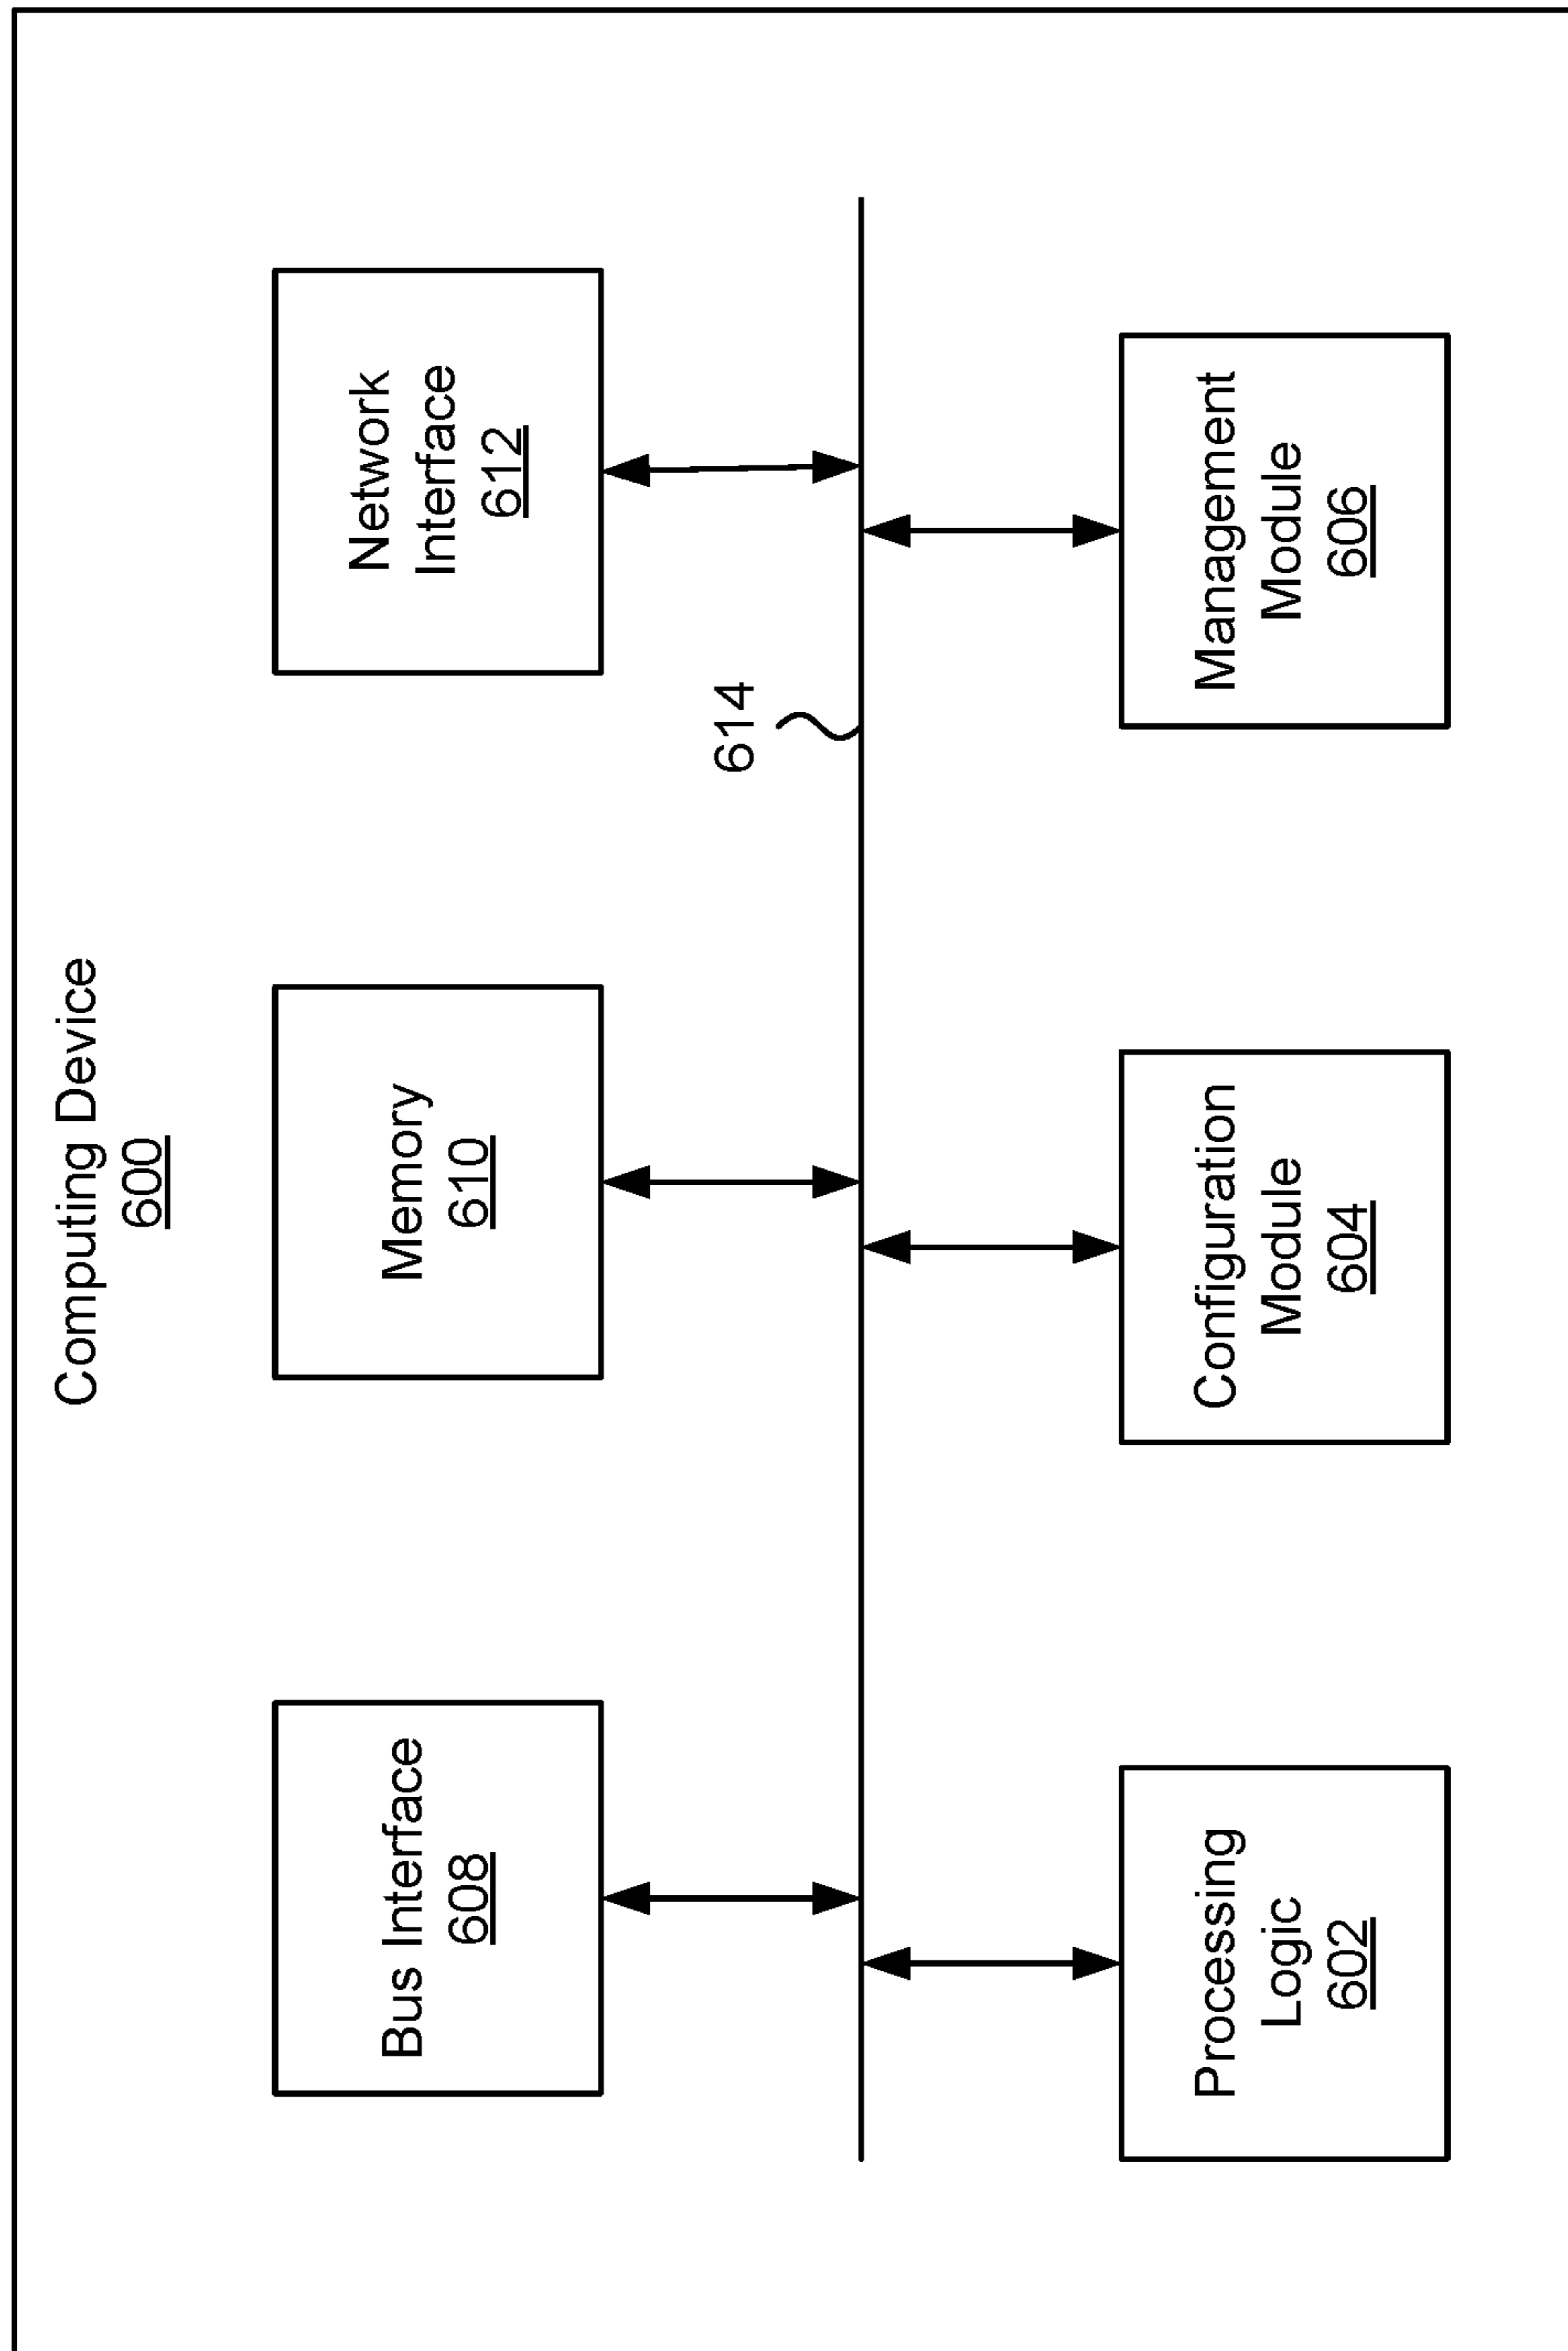 Computing Device
600
Bus Interface
608
Memory
610
Network
Interface
612
614
Processing
Logic
602
Configuration
Module
604
Management
Module
606